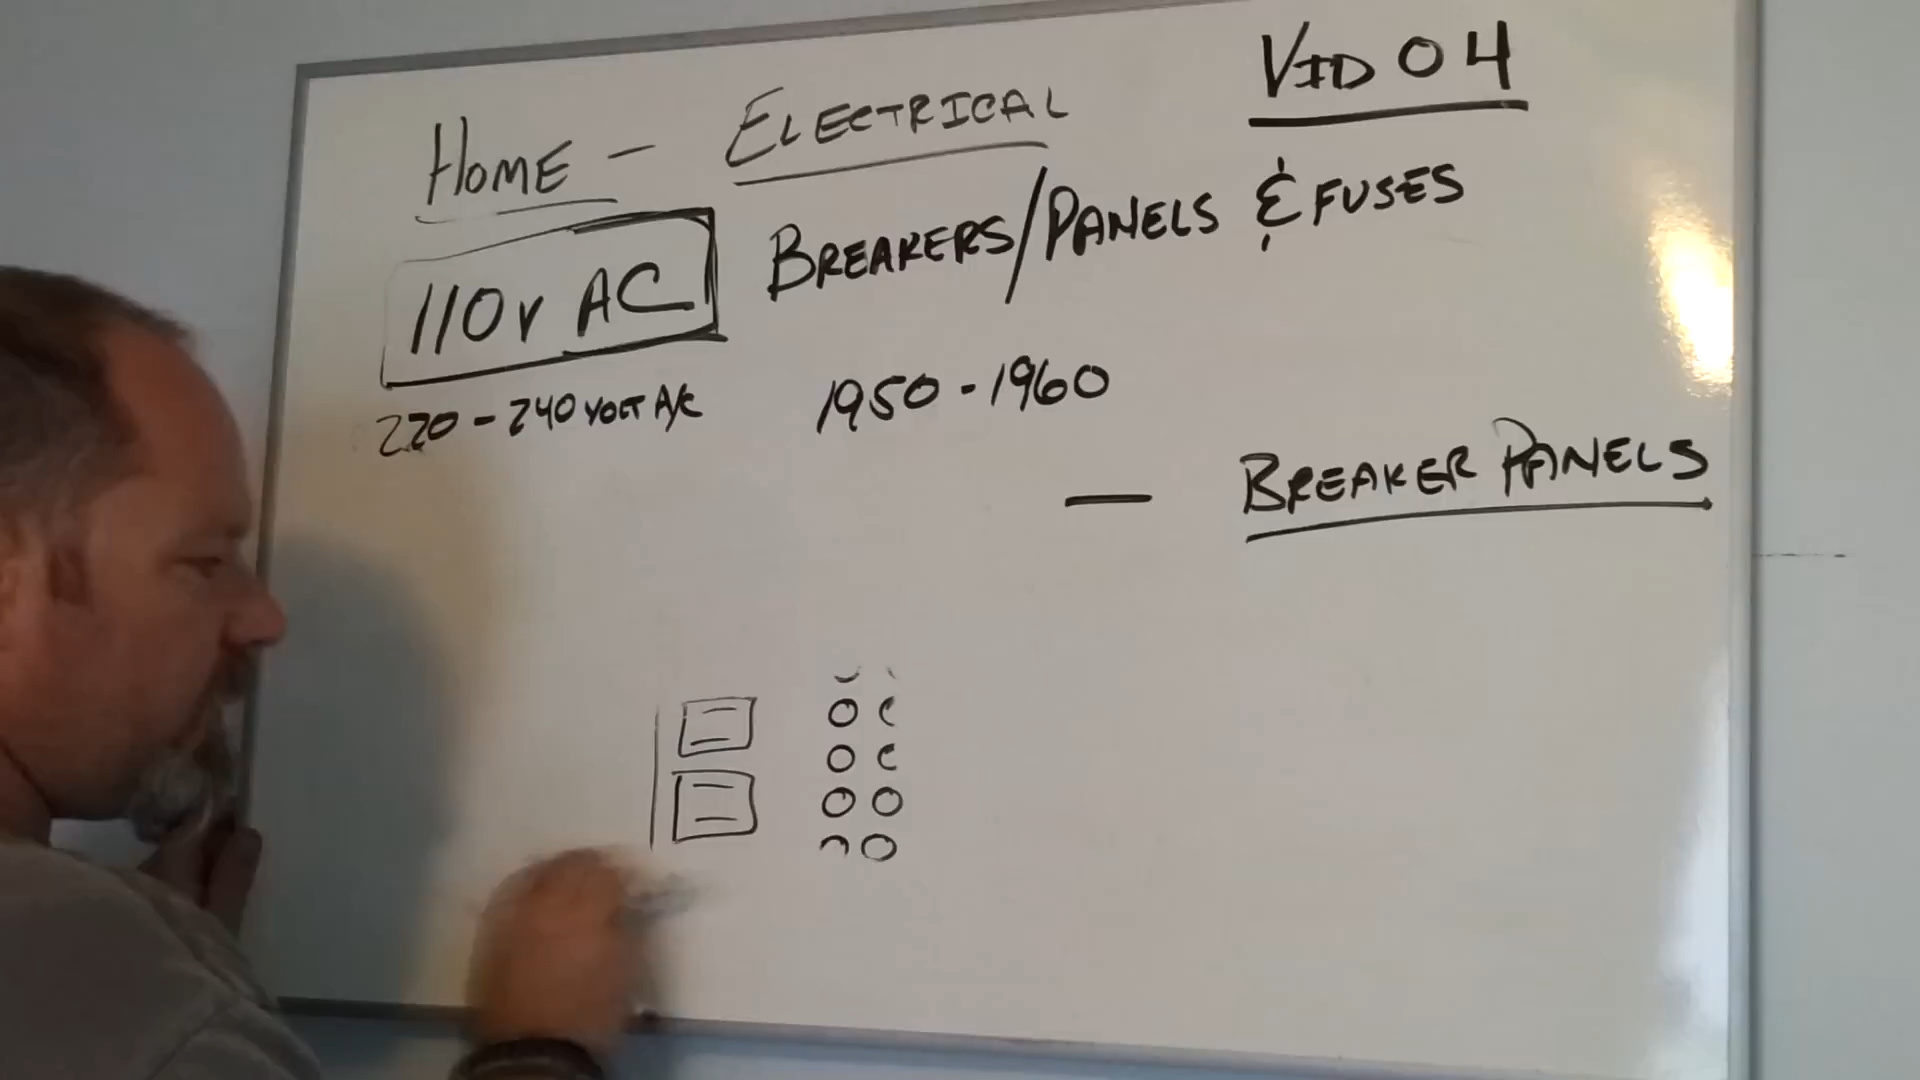 VID 04
HOME - ELECTRICAL
BREAKERS/PANELS & FUSES
110v AC
220 - 240 VOLT A/C
1950 - 1960
— BREAKER PANELS